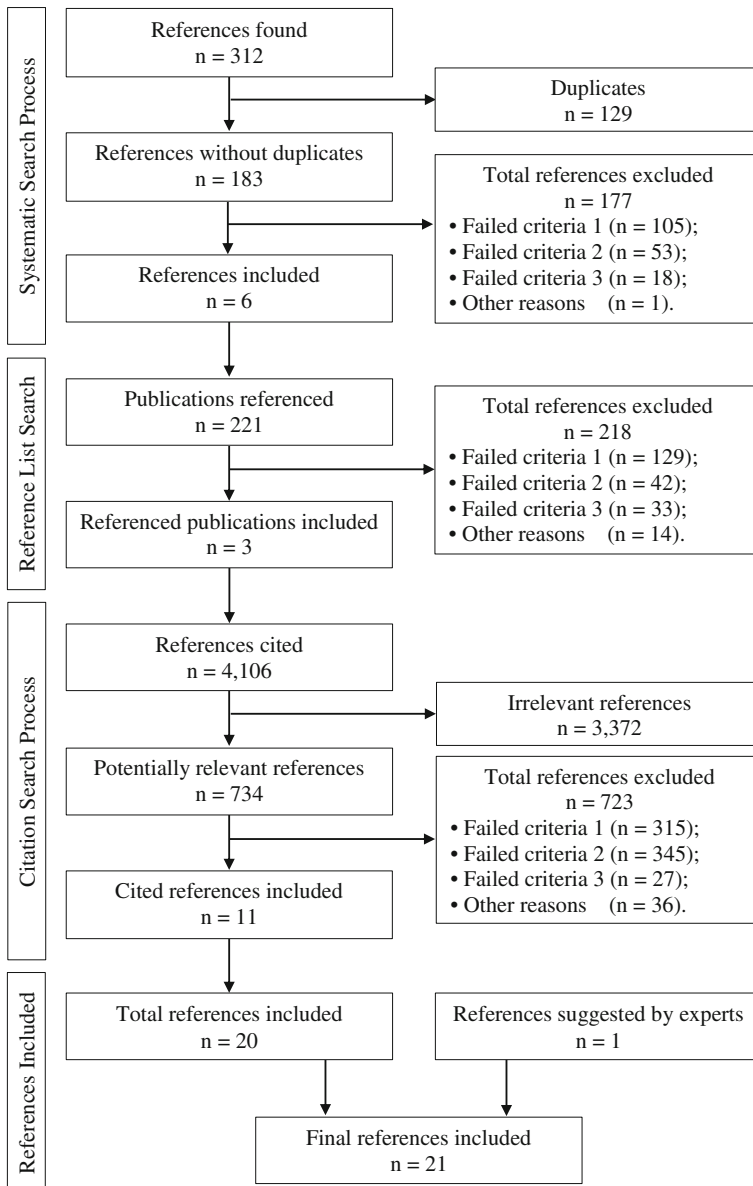 Systematic Search Process
References found
n = 312
Duplicates
n = 129
References without duplicates
n = 183
Total references excluded
n = 177
• Failed criteria 1 (n = 105);
• Failed criteria 2 (n = 53);
• Failed criteria 3 (n = 18);
• Other reasons (n = 1).
References included
n = 6
Reference List Search
Publications referenced
n = 221
Total references excluded
n = 218
• Failed criteria 1 (n = 129);
• Failed criteria 2 (n = 42);
• Failed criteria 3 (n = 33);
• Other reasons (n = 14).
Referenced publications included
n = 3
Citation Search Process
References cited
n = 4,106
Irrelevant references
n = 3,372
Potentially relevant references
n = 734
Total references excluded
n = 723
• Failed criteria 1 (n = 315);
• Failed criteria 2 (n = 345);
• Failed criteria 3 (n = 27);
• Other reasons (n = 36).
Cited references included
n = 11
References Included
Total references included
n = 20
References suggested by experts
n = 1
Final references included
n = 21